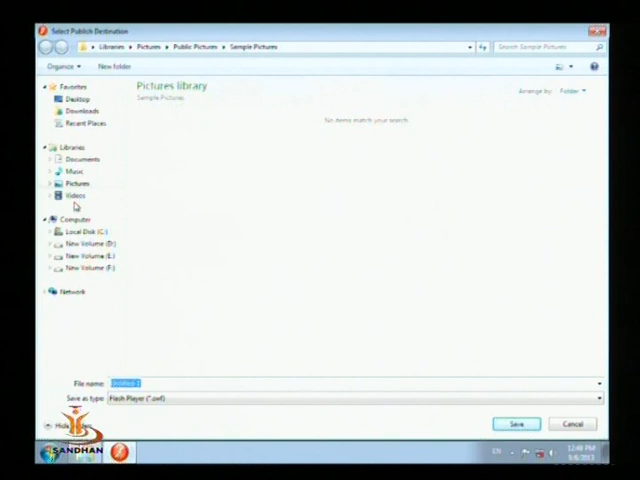 Select Publish Destination
Libraries ▸ Pictures ▸ Public Pictures ▸ Sample Pictures
Search Sample Pictures
Organize
New folder
Favorites
Desktop
Downloads
Recent Places
Libraries
Documents
Music
Pictures
Videos
Computer
Local Disk (C:)
New Volume (D:)
New Volume (E:)
New Volume (F:)
Network
Pictures library
Sample Pictures
Arrange by: Folder
No items match your search.
File name: Untitled-1
Save as type: Flash Player (*.swf)
Save
Cancel
SANDHAN
EN
12:48 PM